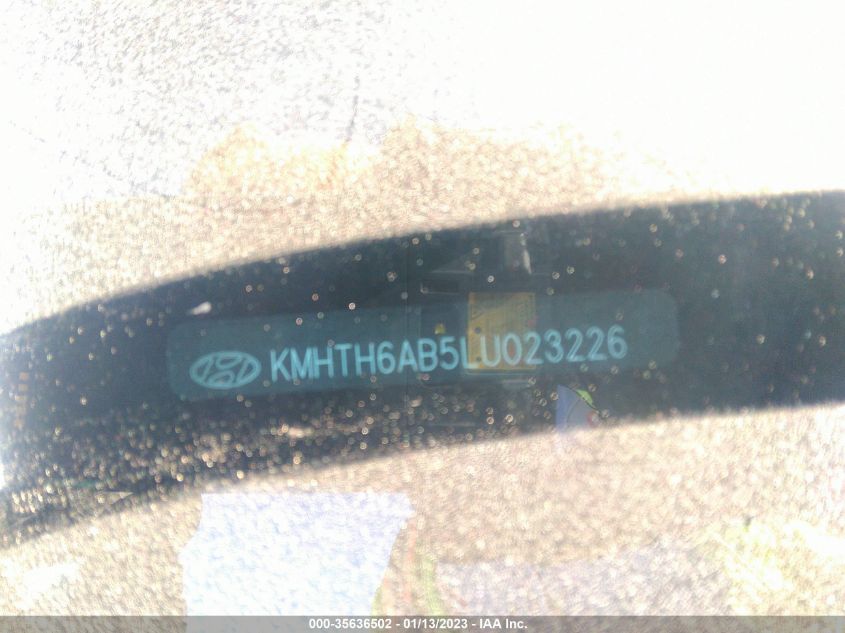 KMHTH6AB5LU023226
000-35636502 - 01/13/2023 - IAA Inc.